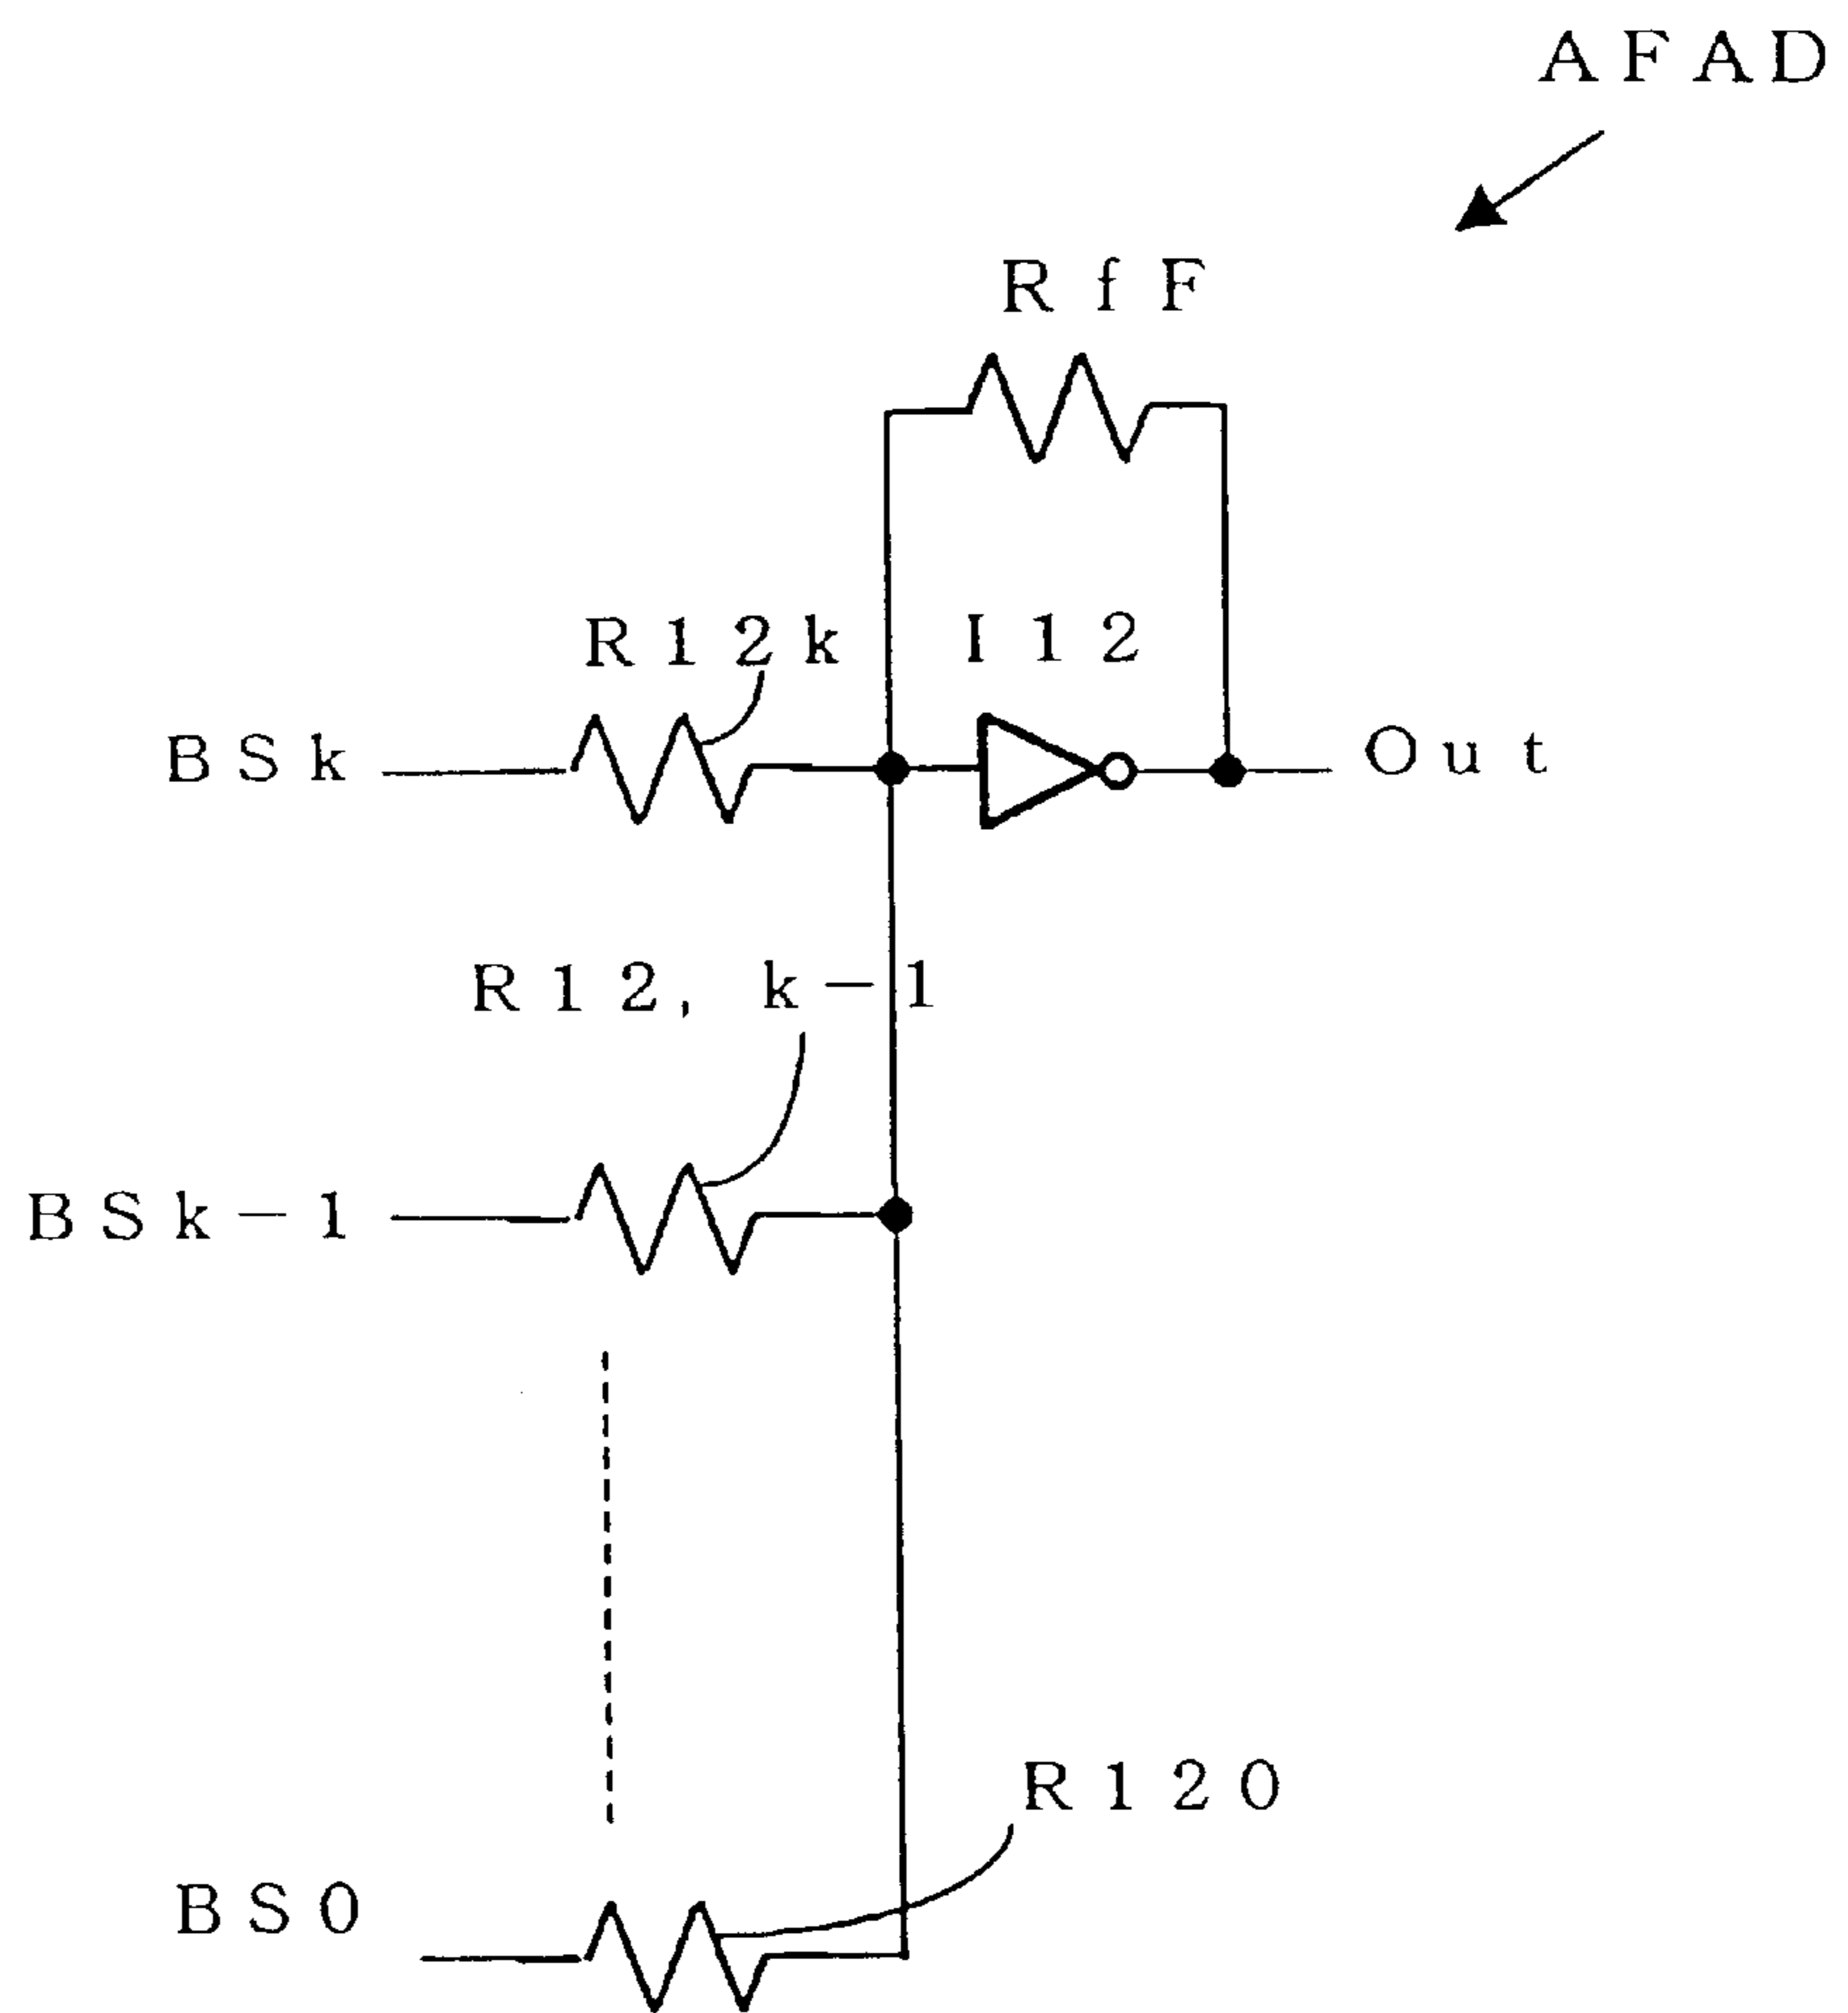 AFAD
RfF
R12k
I12
BSk
Out
R12, k-1
BSk-1
R120
BS0